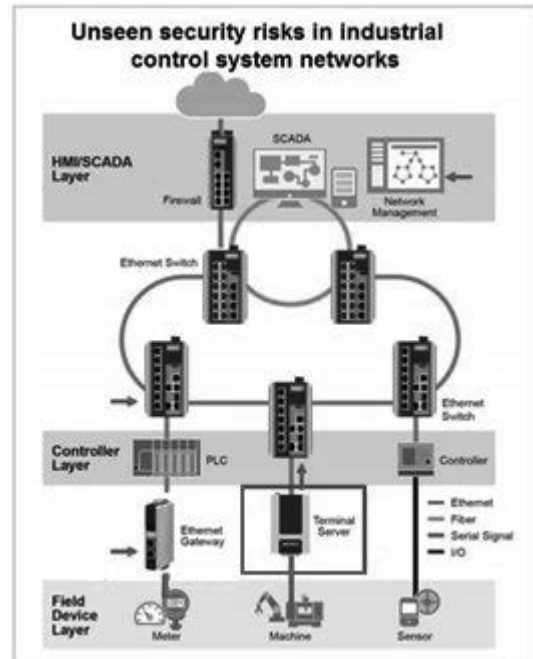 Unseen security risks in industrial
control system networks
HMI/SCADA
Layer
Firewall
SCADA
Network
Management
Ethernet Switch
Ethernet
Switch
Controller
Layer
PLC
Controller
Ethernet
Gateway
Terminal
Server
Ethernet
Fiber
Serial Signal
I/O
Field
Device
Layer
Meter
Machine
Sensor